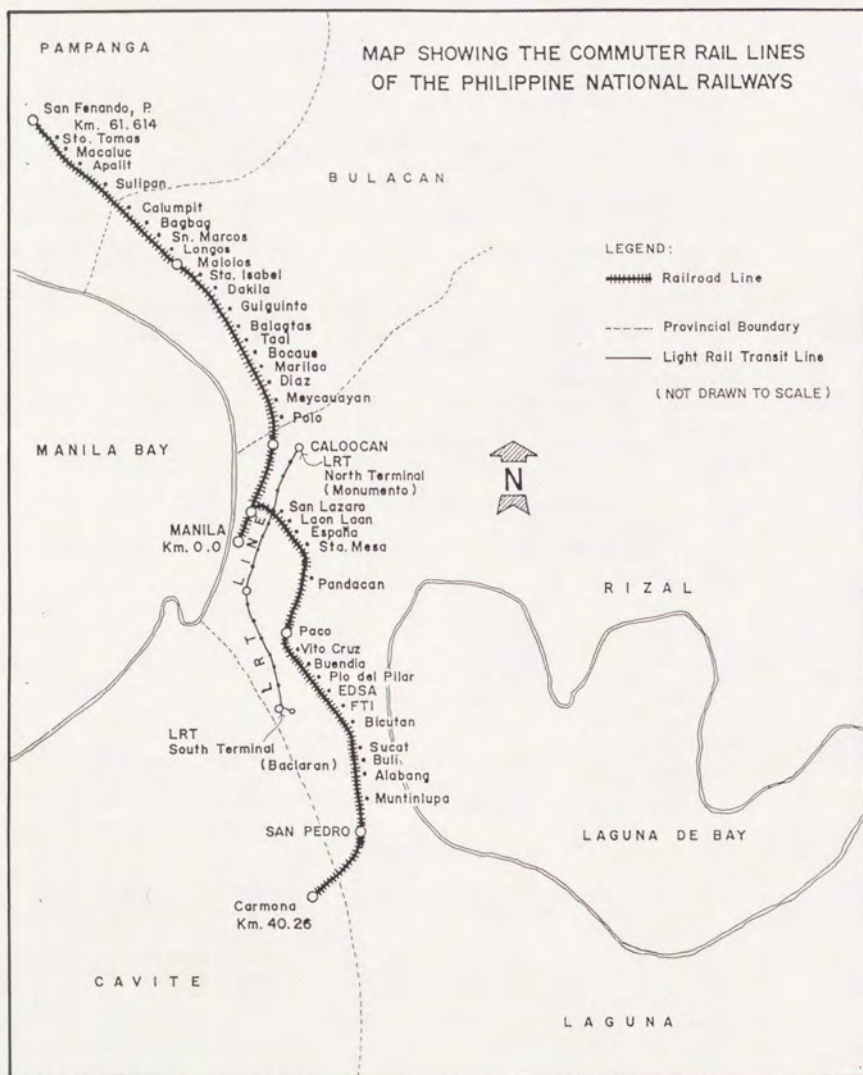 PAMPANGA
MAP SHOWING THE COMMUTER RAIL LINES
OF THE PHILIPPINE NATIONAL RAILWAYS
San Fenando, P.
Km. 61.614
Sto. Tomas
Macaluc
Apalit
Sulipan
BULACAN
Calumpit
Bagbag
Sn. Marcos
Longos
Malolos
Sta. Isabel
Dakila
Guiguinto
Balagtas
Taal
Bocaue
Marilao
Diaz
Meycauayan
Polo
LEGEND:
Railroad Line
Provincial Boundary
Light Rail Transit Line
(NOT DRAWN TO SCALE)
MANILA BAY
CALOOCAN
LRT
North Terminal
(Monumento)
N
MANILA
Km. 0.0
San Lazaro
Laon Laan
España
Sta. Mesa
Pandacan
RIZAL
LRT LINE
Paco
Vito Cruz
Buendia
Pio del Pilar
EDSA
FTI
Bicutan
LRT
South Terminal
(Baclaran)
Sucat
Buli
Alabang
Muntinlupa
SAN PEDRO
LAGUNA DE BAY
Carmona
Km. 40.26
CAVITE
LAGUNA